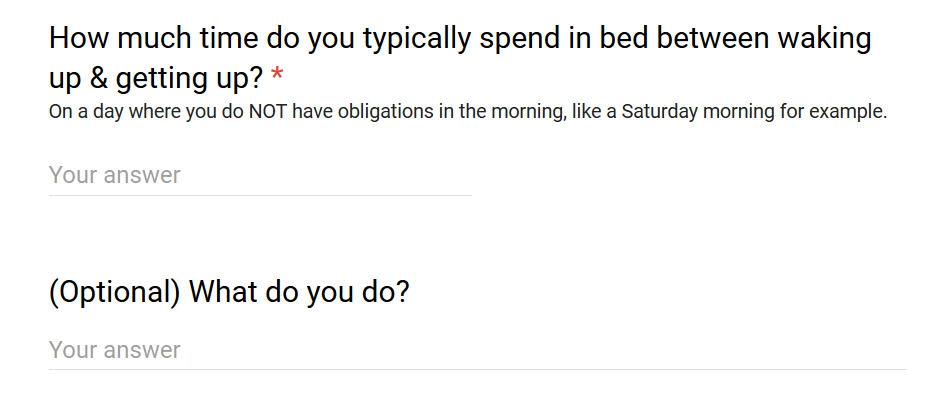 How much time do you typically spend in bed between waking
up & getting up? *
On a day where you do NOT have obligations in the morning, like a Saturday morning for example.
Your answer
(Optional) What do you do?
Your answer